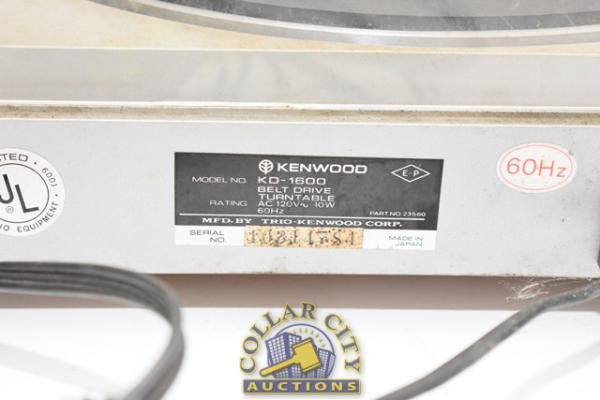 KENWOOD
MODEL NO. KD-1600
BELT DRIVE
TURNTABLE
RATING AC 120V~ 10W
60Hz
PART NO. 23560
MFD. BY TRIO-KENWOOD CORP.
SERIAL NO.
MADE IN JAPAN
E-P
60Hz
UL
COLLAR CITY
AUCTIONS